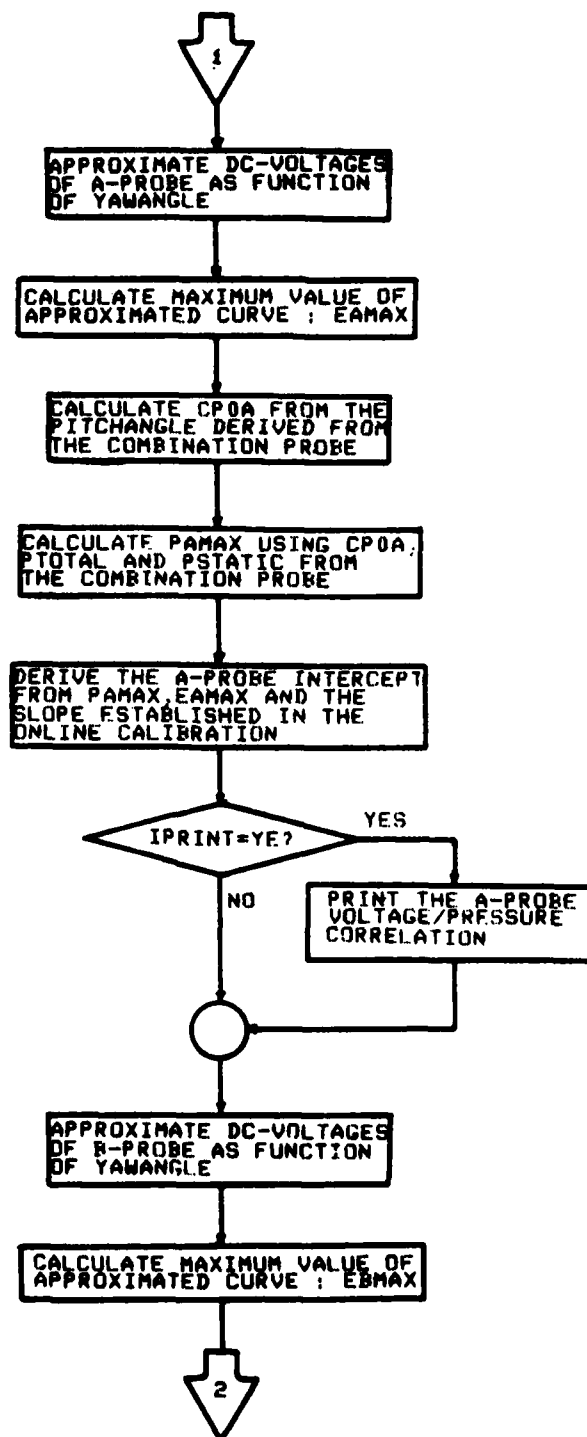 1
APPROXIMATE DC-VOLTAGES
OF A-PROBE AS FUNCTION
OF YAWANGLE
CALCULATE MAXIMUM VALUE OF
APPROXIMATED CURVE : EAMAX
CALCULATE CP0A FROM THE
PITCHANGLE DERIVED FROM
THE COMBINATION PROBE
CALCULATE PAMAX USING CP0A,
PTOTAL AND PSTATIC FROM
THE COMBINATION PROBE
DERIVE THE A-PROBE INTERCEPT
FROM PAMAX,EAMAX AND THE
SLOPE ESTABLISHED IN THE
ONLINE CALIBRATION
IPRINT=YE?
YES
NO
PRINT THE A-PROBE
VOLTAGE/PRESSURE
CORRELATION
APPROXIMATE DC-VOLTAGES
OF B-PROBE AS FUNCTION
OF YAWANGLE
CALCULATE MAXIMUM VALUE OF
APPROXIMATED CURVE : EBMAX
2